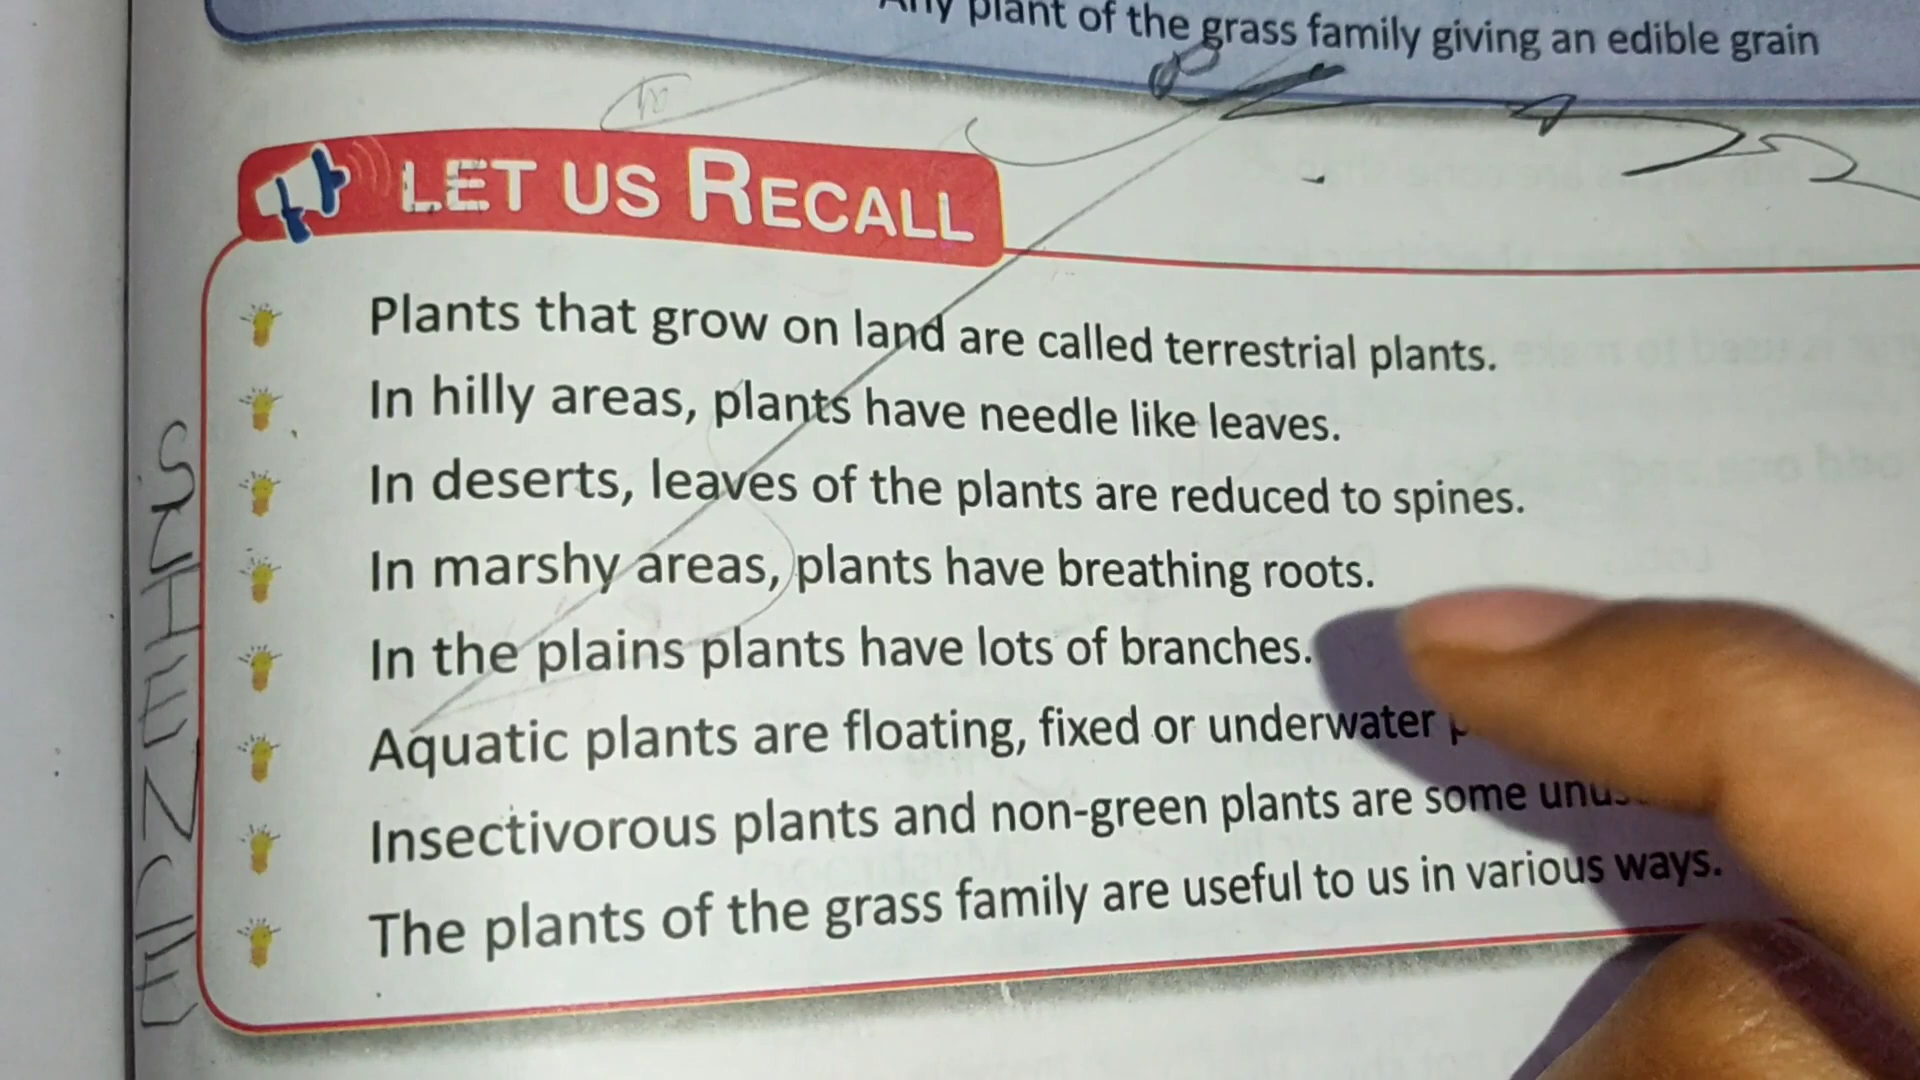 Any plant of the grass family giving an edible grain
LET US RECALL
Plants that grow on land are called terrestrial plants.
In hilly areas, plants have needle like leaves.
In deserts, leaves of the plants are reduced to spines.
In marshy areas, plants have breathing roots.
In the plains plants have lots of branches.
Aquatic plants are floating, fixed or underwater
Insectivorous plants and non-green plants are some
The plants of the grass family are useful to us in various ways.